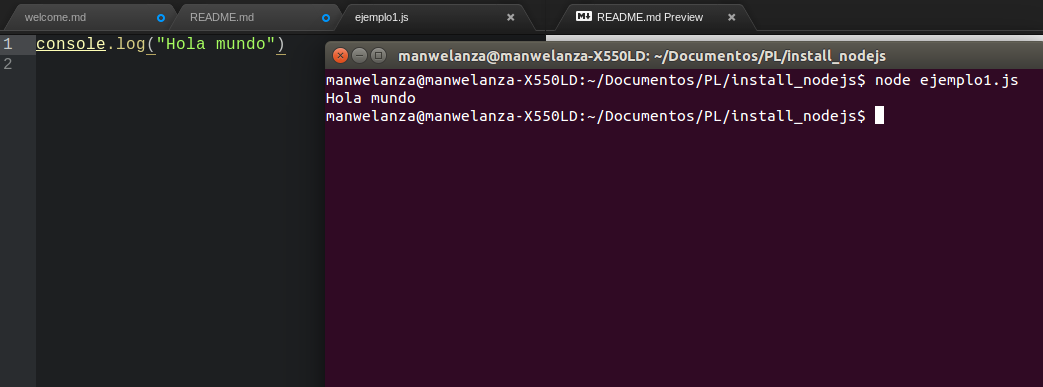 welcome.md README.md ejemplo1.js README.md Preview
1 console.log("Hola mundo")
2
manwelanza@manwelanza-X550LD: ~/Documentos/PL/install_nodejs
manwelanza@manwelanza-X550LD:~/Documentos/PL/install_nodejs$ node ejemplo1.js
Hola mundo
manwelanza@manwelanza-X550LD:~/Documentos/PL/install_nodejs$